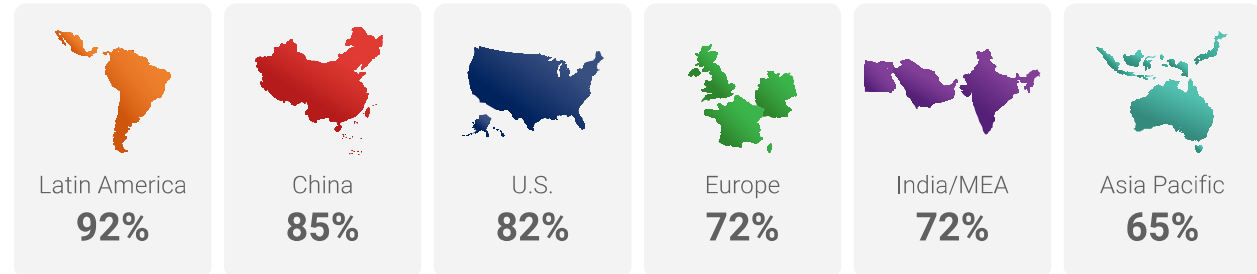 Latin America
92%
China
85%
U.S.
82%
Europe
72%
India/MEA
72%
Asia Pacific
65%